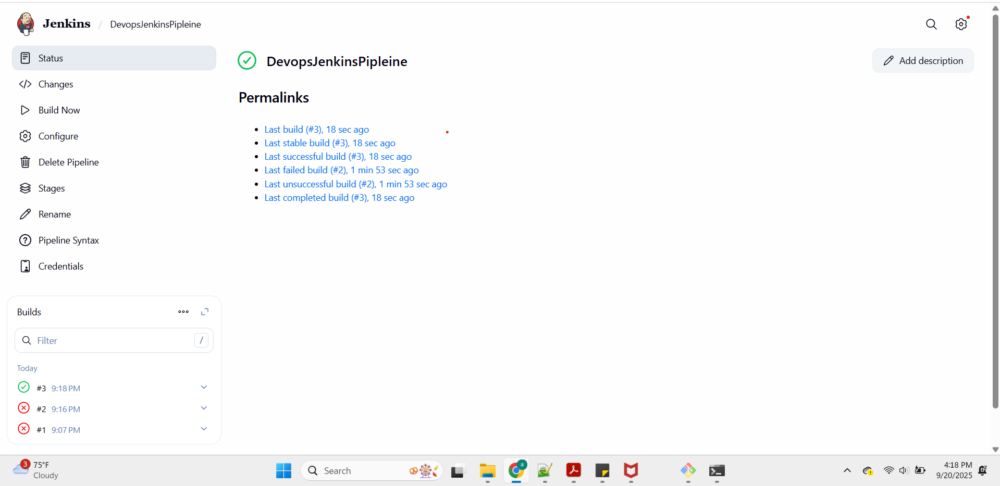 Jenkins / DevopsJenkinsPipleine
Status
Changes
Build Now
Configure
Delete Pipeline
Stages
Rename
Pipeline Syntax
Credentials
DevopsJenkinsPipleine
Add description
Permalinks
Last build (#3), 18 sec ago
Last stable build (#3), 18 sec ago
Last successful build (#3), 18 sec ago
Last failed build (#2), 1 min 53 sec ago
Last unsuccessful build (#2), 1 min 53 sec ago
Last completed build (#3), 18 sec ago
Builds
Filter /
Today
#3 9:18 PM
#2 9:16 PM
#1 9:07 PM
3
75°F
Cloudy
Search
a
4:18 PM
9/20/2025